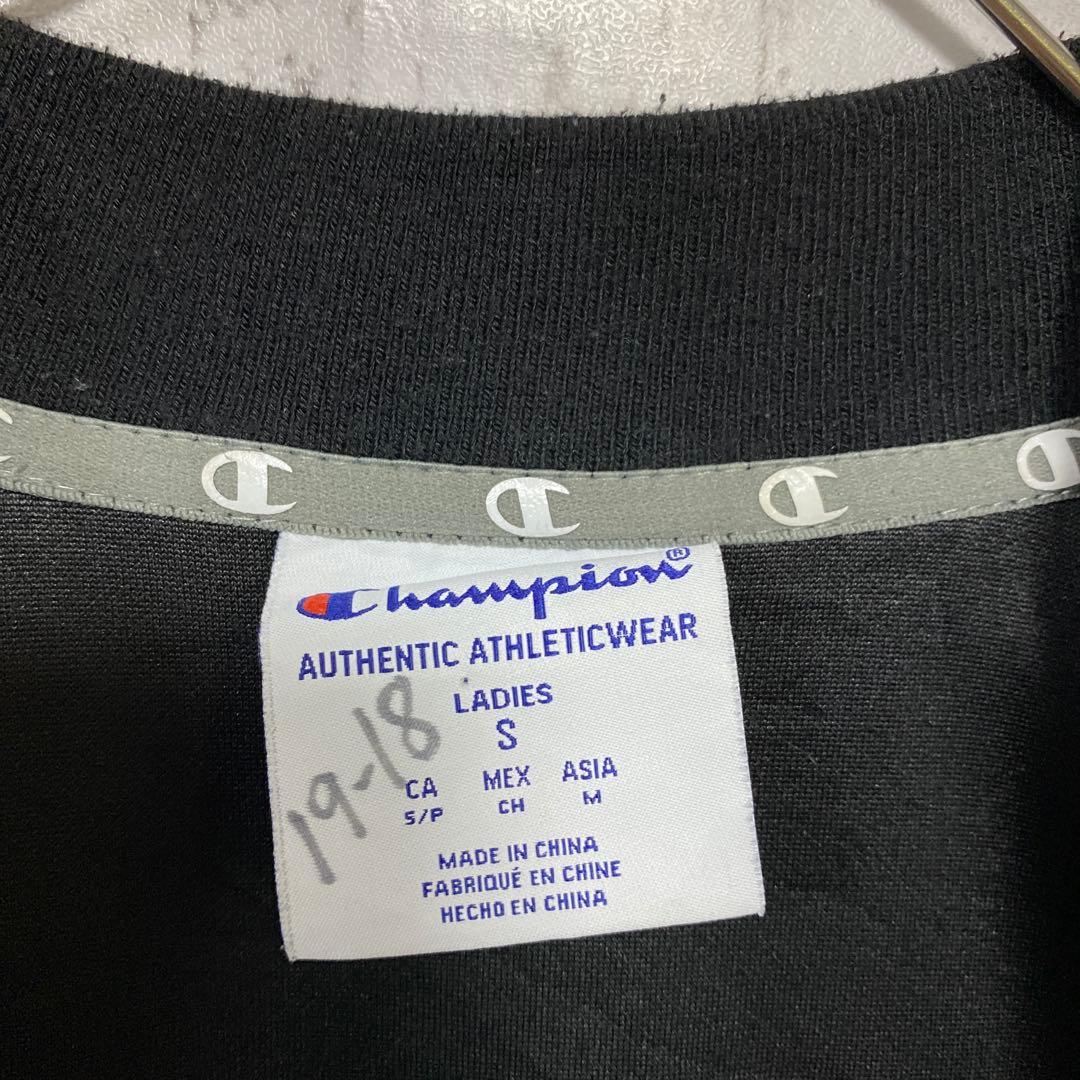 Champion®
AUTHENTIC ATHLETICWEAR
LADIES
S
19-18
CA MEX ASIA
S/P CH M
MADE IN CHINA
FABRIQUÉ EN CHINE
HECHO EN CHINA